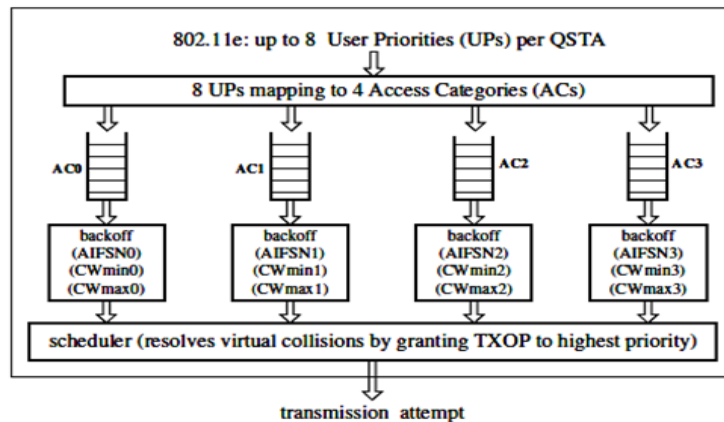 802.11e: up to 8 User Priorities (UPs) per QSTA
8 UPs mapping to 4 Access Categories (ACs)
AC0
AC1
AC2
AC3
backoff
(AIFSN0)
(CWmin0)
(CWmax0)
backoff
(AIFSN1)
(CWmin1)
(CWmax1)
backoff
(AIFSN2)
(CWmin2)
(CWmax2)
backoff
(AIFSN3)
(CWmin3)
(CWmax3)
scheduler (resolves virtual collisions by granting TXOP to highest priority)
transmission attempt